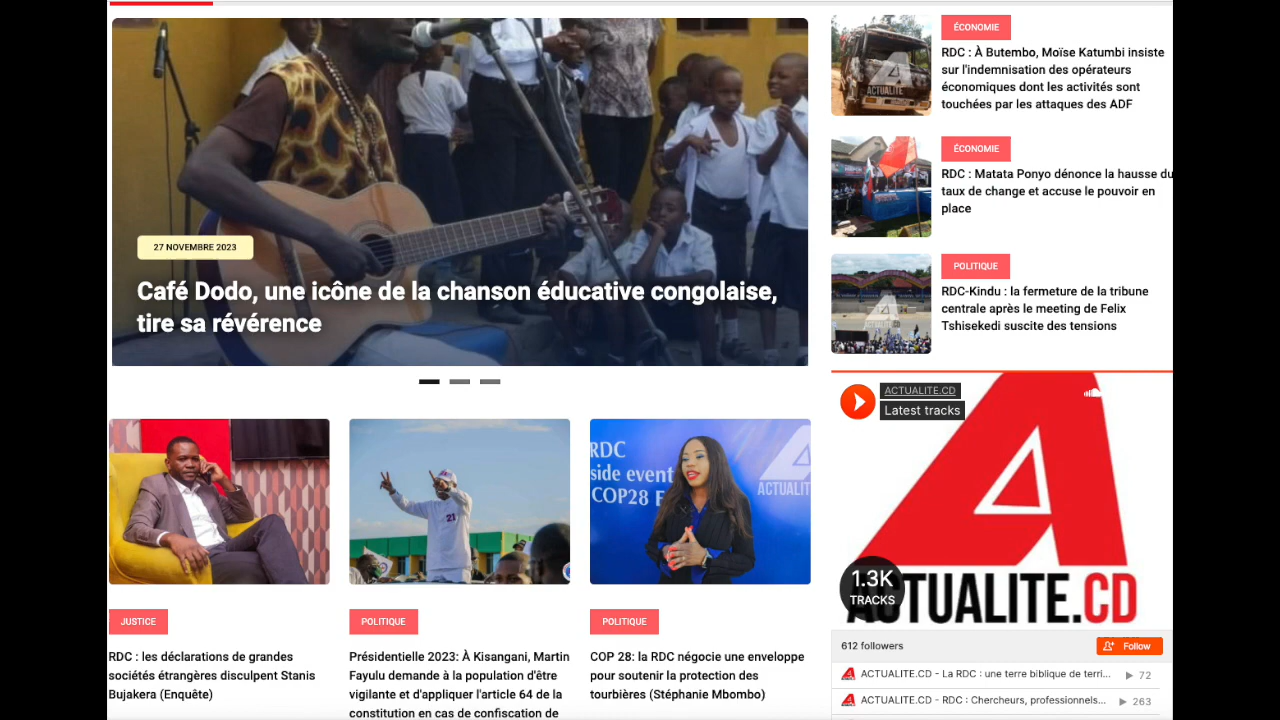 27 NOVEMBRE 2023
Café Dodo, une icône de la chanson éducative congolaise,
tire sa révérence
ÉCONOMIE
RDC : À Butembo, Moïse Katumbi insiste
sur l'indemnisation des opérateurs
économiques dont les activités sont
touchées par les attaques des ADF
ACTUALITE
ÉCONOMIE
RDC : Matata Ponyo dénonce la hausse du
taux de change et accuse le pouvoir en
place
POLITIQUE
RDC-Kindu : la fermeture de la tribune
centrale après le meeting de Felix
Tshisekedi suscite des tensions
ACTUALITE
RDC
side event
COP28
ACTUALIT
21
JUSTICE
RDC : les déclarations de grandes
sociétés étrangères disculpent Stanis
Bujakera (Enquête)
POLITIQUE
Présidentielle 2023: À Kisangani, Martin
Fayulu demande à la population d'être
vigilante et d'appliquer l'article 64 de la
constitution en cas de confiscation de
POLITIQUE
COP 28: la RDC négocie une enveloppe
pour soutenir la protection des
tourbières (Stéphanie Mbombo)
ACTUALITE.CD
Latest tracks
1.3K
TRACKS
ACTUALITE.CD
612 followers
Follow
ACTUALITE.CD - La RDC : une terre biblique de terri... 72
ACTUALITE.CD - RDC : Chercheurs, professionnels... 263